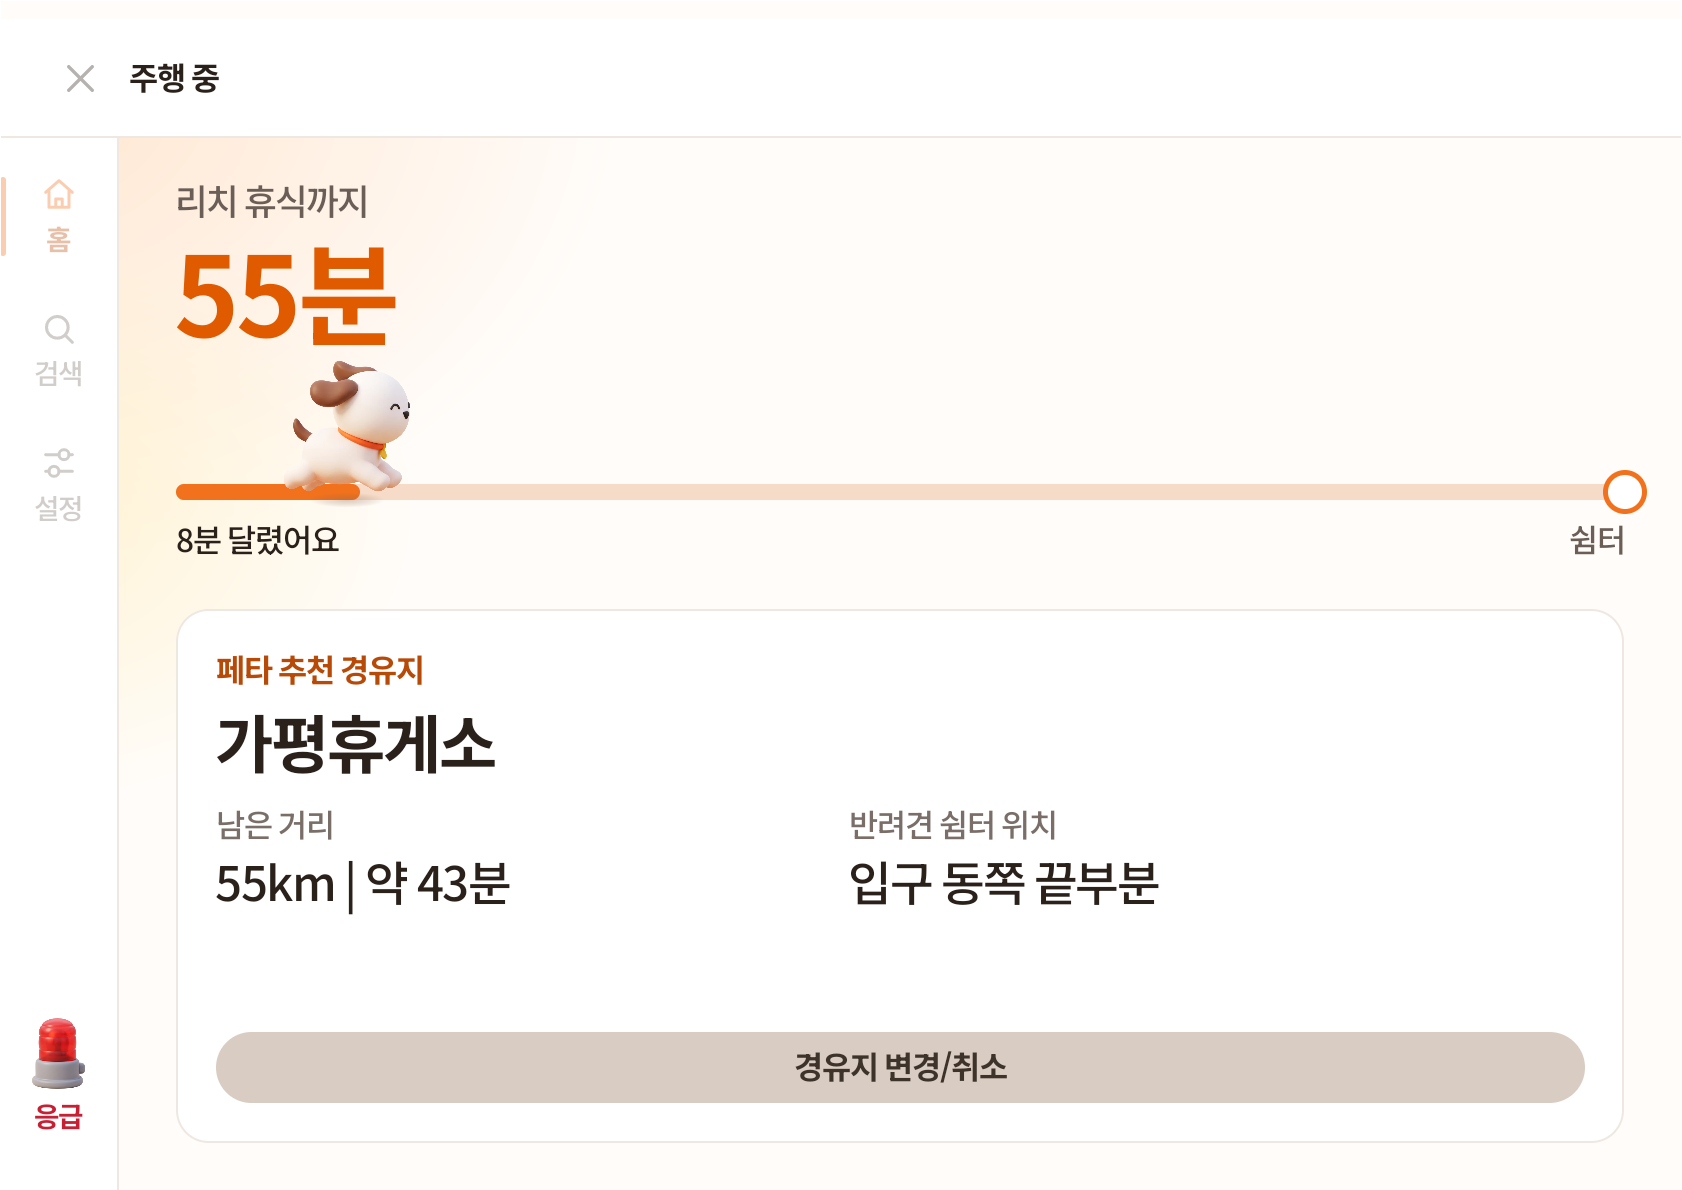 주행 중
홈
검색
설정
응급
리치 휴식까지
55분
8분 달렸어요
쉼터
페타 추천 경유지
가평휴게소
남은 거리
55km | 약 43분
반려견 쉼터 위치
입구 동쪽 끝부분
경유지 변경/취소